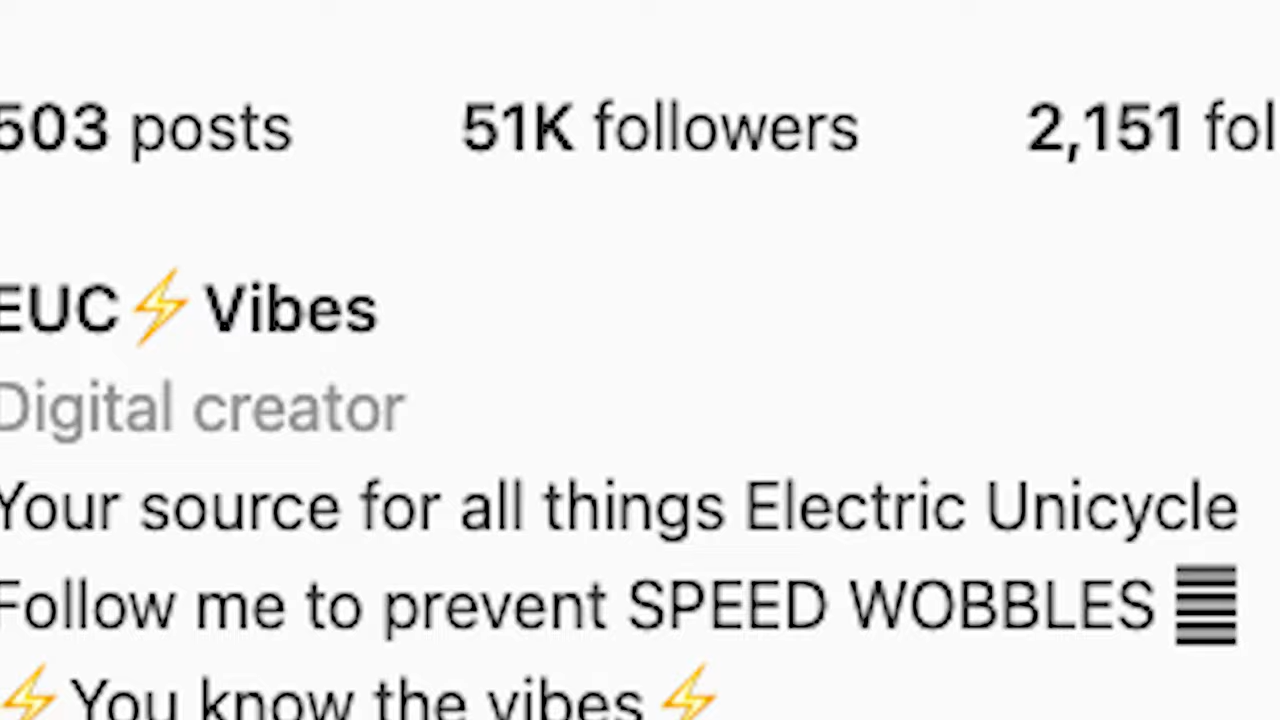 503 posts 51K followers 2,151 fol
EUC⚡Vibes
Digital creator
Your source for all things Electric Unicycle
Follow me to prevent SPEED WOBBLES
⚡You know the vibes⚡